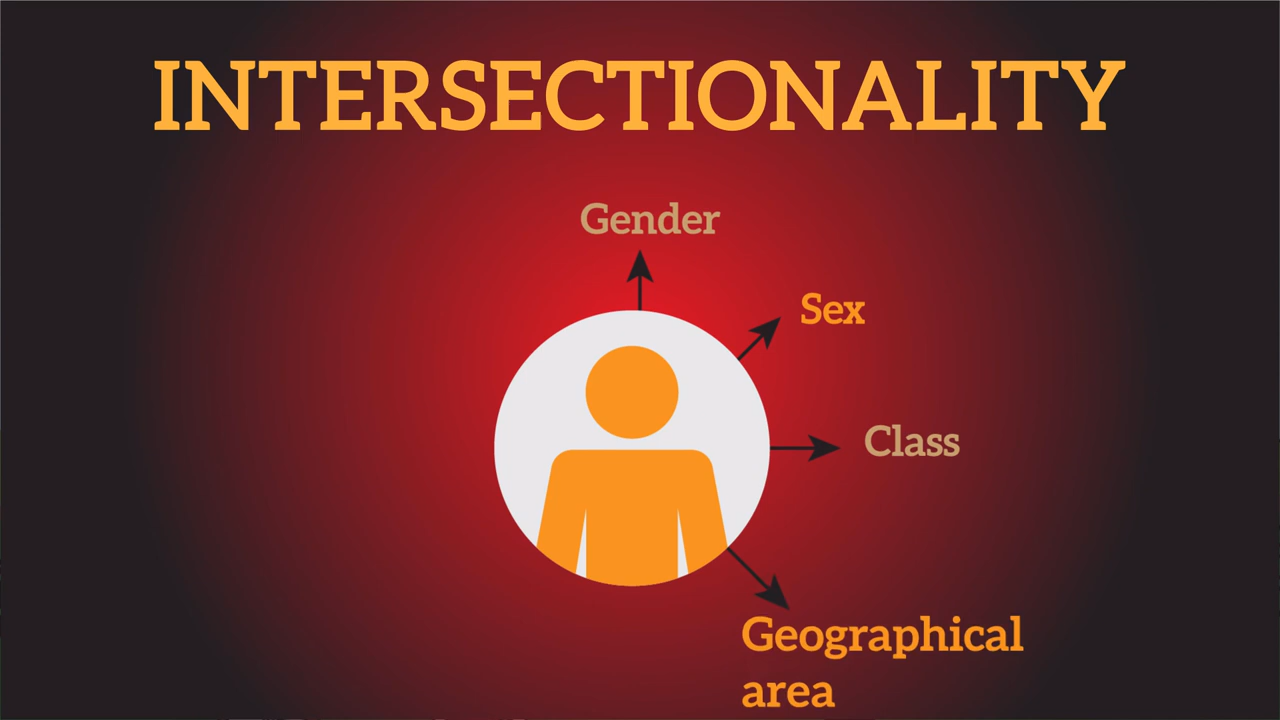 INTERSECTIONALITY
Gender
Sex
Class
Geographical
area